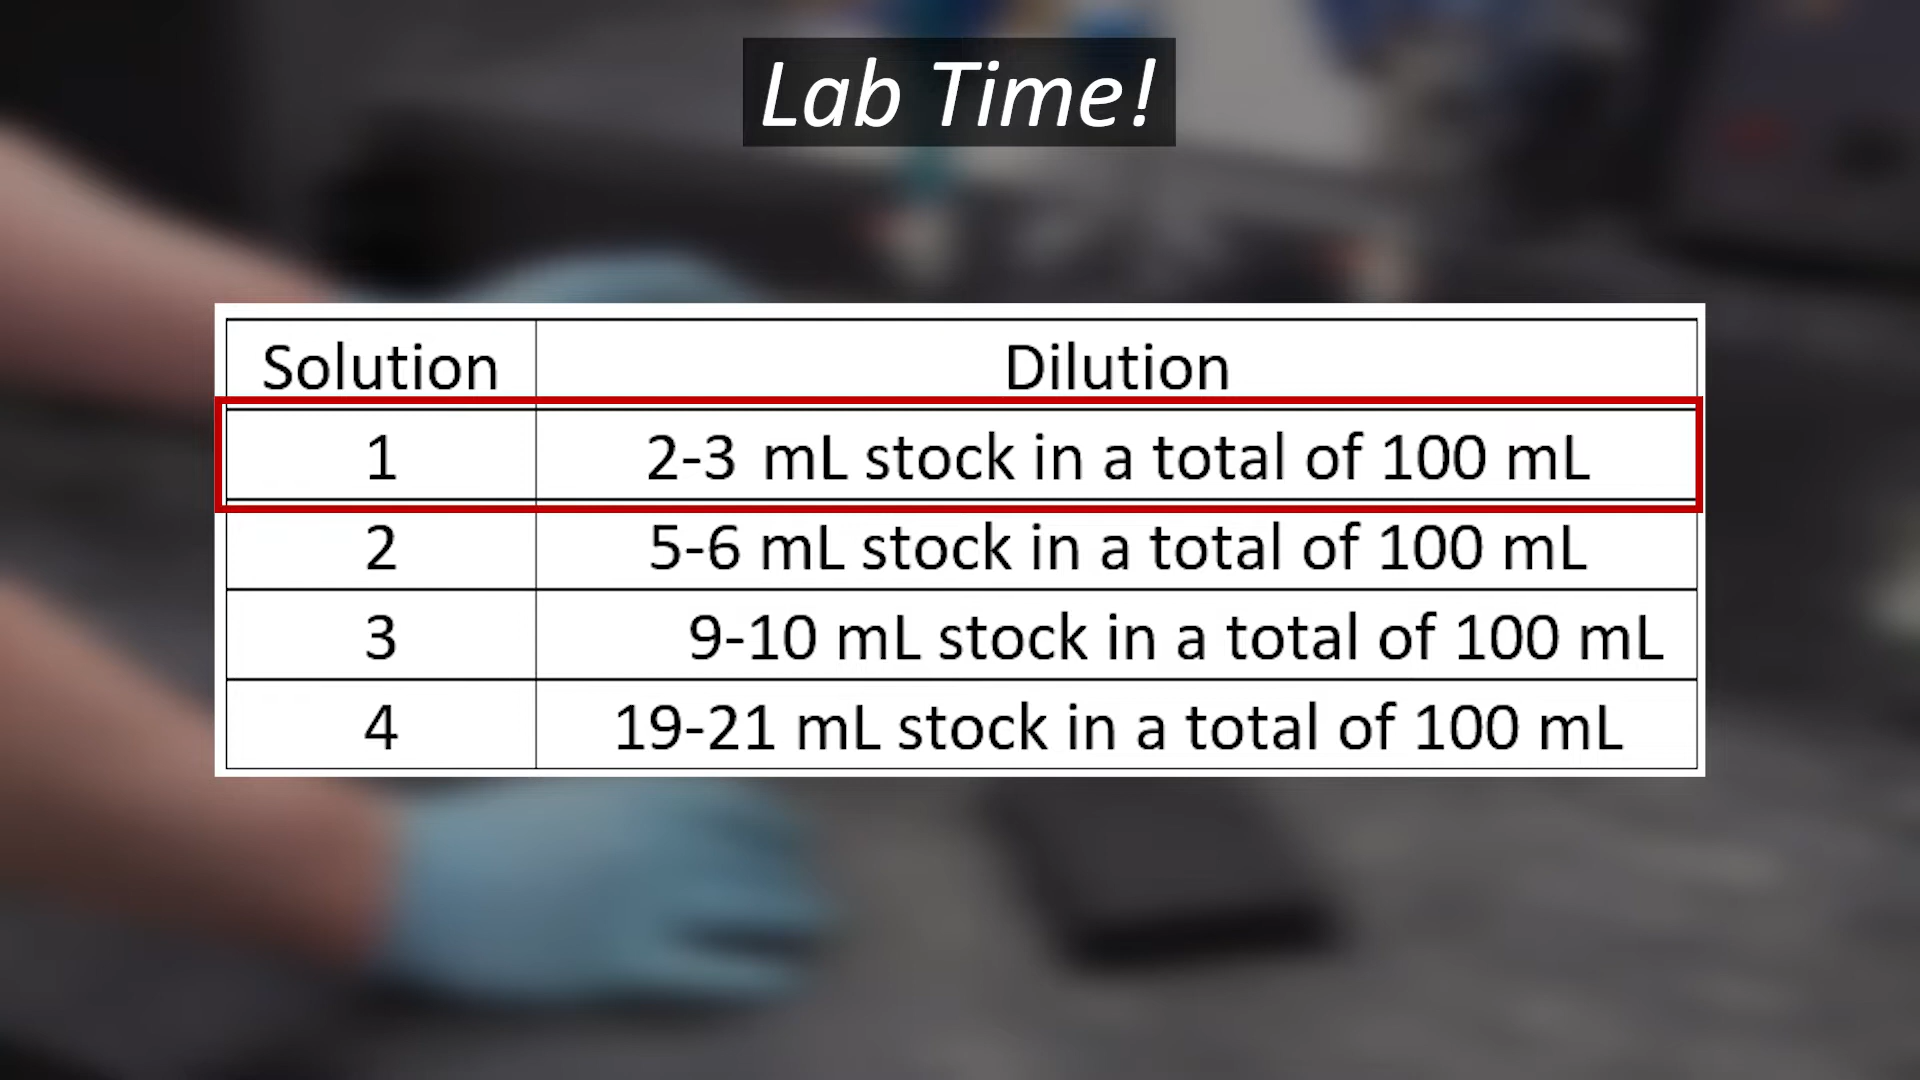 Lab Time!
Solution Dilution
1 2-3 mL stock in a total of 100 mL
2 5-6 mL stock in a total of 100 mL
3 9-10 mL stock in a total of 100 mL
4 19-21 mL stock in a total of 100 mL